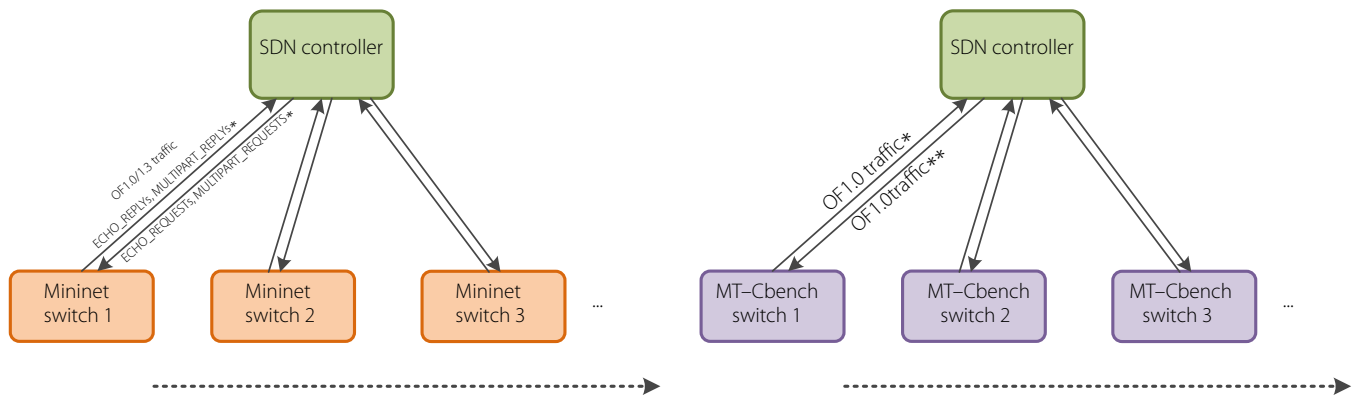 SDN controller
OF1.0/1.3 traffic
ECHO_REPLYs, MULTIPART_REPLYs*
ECHO_REQUESTs, MULTIPART_REQUESTS*
Mininet
switch 1
Mininet
switch 2
Mininet
switch 3
...
SDN controller
OF1.0 traffic*
OF1.0traffic**
MT–Cbench
switch 1
MT–Cbench
switch 2
MT–Cbench
switch 3
...